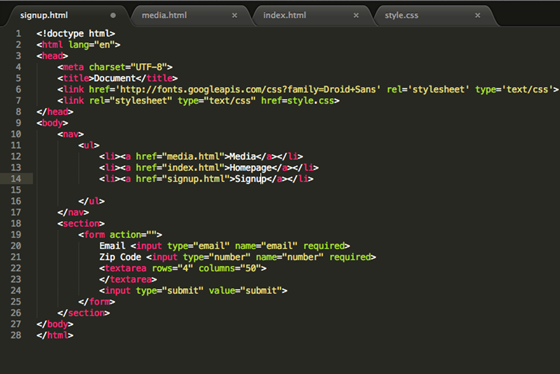 signup.html media.html index.html style.css
1 <!doctype html>
2 <html lang="en">
3 <head>
4 <meta charset="UTF-8">
5 <title>Document</title>
6 <link href='http://fonts.googleapis.com/css?family=Droid+Sans' rel='stylesheet' type='text/css'>
7 <link rel="stylesheet" type="text/css" href=style.css>
8 </head>
9 <body>
10 <nav>
11 <ul>
12 <li><a href="media.html">Media</a></li>
13 <li><a href="index.html">Homepage</a></li>
14 <li><a href="signup.html">Signup</a></li>
15
16 </ul>
17 </nav>
18 <section>
19 <form action="">
20 Email <input type="email" name="email" required>
21 Zip Code <input type="number" name="number" required>
22 <textarea rows="4" columns="50">
23 </textarea>
24 <input type="submit" value="submit">
25 </form>
26 </section>
27 </body>
28 </html>